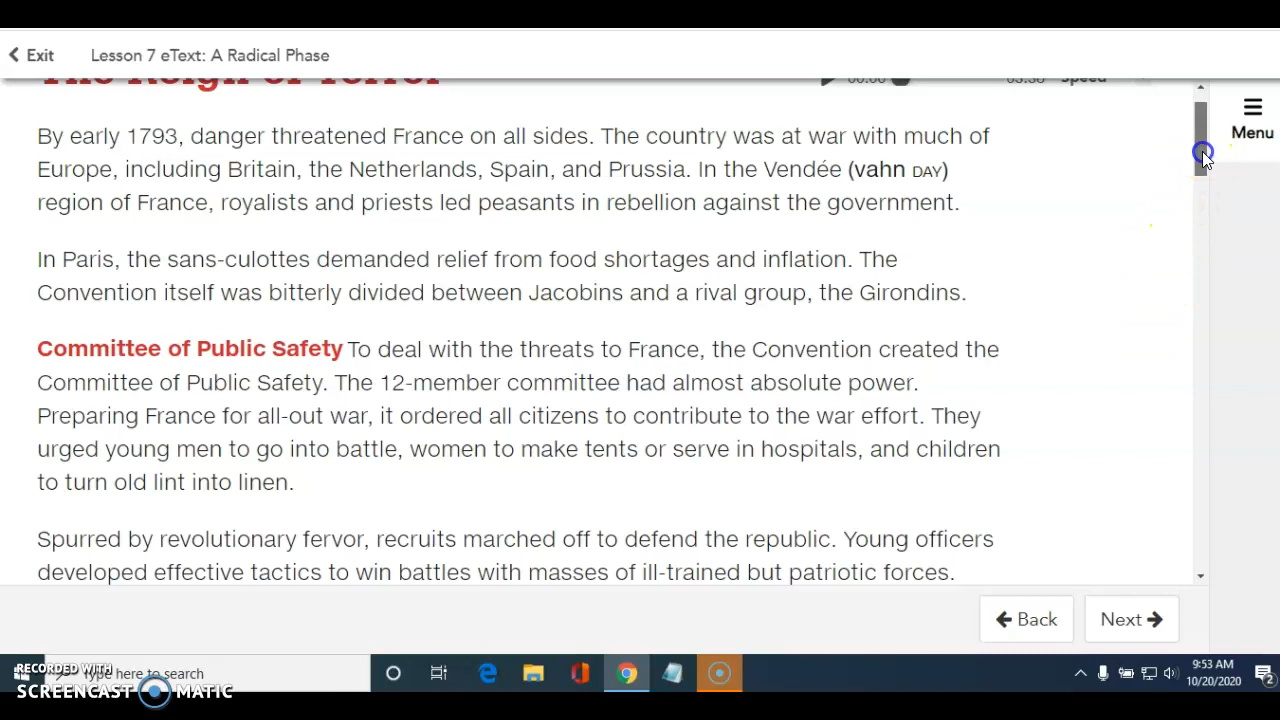 Exit
Lesson 7 eText: A Radical Phase
The Reign of Terror
00:00
Speed
Menu
By early 1793, danger threatened France on all sides. The country was at war with much of
Europe, including Britain, the Netherlands, Spain, and Prussia. In the Vendée (vahn DAY)
region of France, royalists and priests led peasants in rebellion against the government.
In Paris, the sans-culottes demanded relief from food shortages and inflation. The
Convention itself was bitterly divided between Jacobins and a rival group, the Girondins.
Committee of Public Safety To deal with the threats to France, the Convention created the
Committee of Public Safety. The 12-member committee had almost absolute power.
Preparing France for all-out war, it ordered all citizens to contribute to the war effort. They
urged young men to go into battle, women to make tents or serve in hospitals, and children
to turn old lint into linen.
Spurred by revolutionary fervor, recruits marched off to defend the republic. Young officers
developed effective tactics to win battles with masses of ill-trained but patriotic forces.
Back
Next
Type here to search
RECORDED WITH
SCREENCAST MATIC
9:53 AM
10/20/2020
2